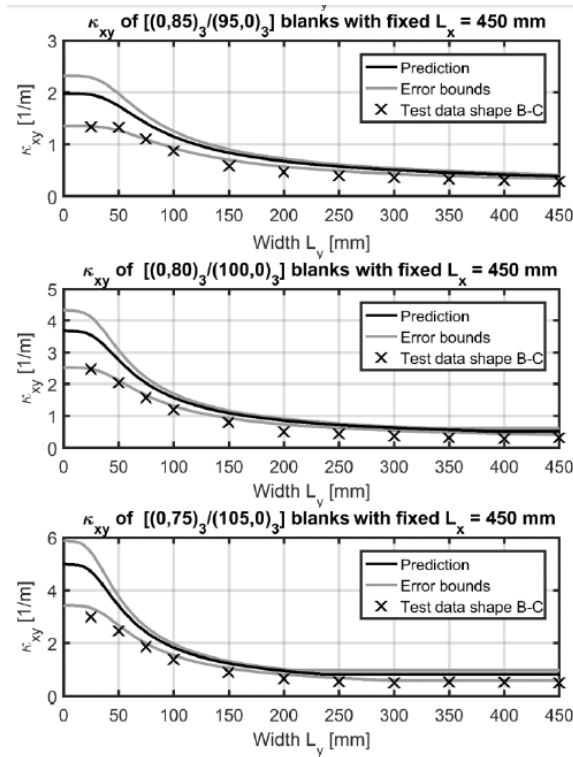 κxy of [(0,85)3/(95,0)3] blanks with fixed Lx = 450 mm
3
2
1
0
κxy [1/m]
Prediction
Error bounds
Test data shape B-C
0 50 100 150 200 250 300 350 400 450
Width Ly [mm]
κxy of [(0,80)3/(100,0)3] blanks with fixed Lx = 450 mm
5
4
3
2
1
0
κxy [1/m]
Prediction
Error bounds
Test data shape B-C
0 50 100 150 200 250 300 350 400 450
Width Ly [mm]
κxy of [(0,75)3/(105,0)3] blanks with fixed Lx = 450 mm
6
4
2
0
κxy [1/m]
Prediction
Error bounds
Test data shape B-C
0 50 100 150 200 250 300 350 400 450
Width Ly [mm]